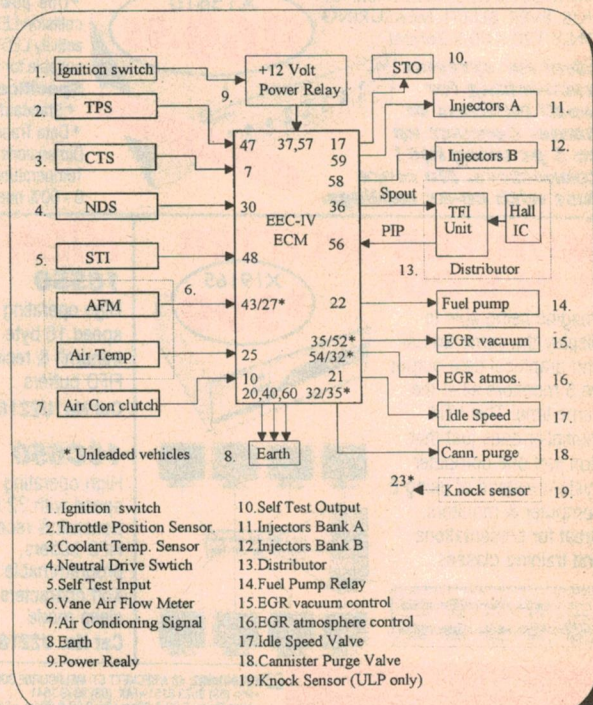 1. Ignition switch
+12 Volt
Power Relay
9.
10.
STO
2. TPS
Injectors A
11.
3. CTS
Injectors B
12.
4. NDS
5. STI
6.
AFM
Air Temp.
7. Air Con clutch
47
37,57
17
59
7
58
30
36
EEC-IV
ECM
56
48
43/27*
22
35/52*
54/32*
25
10
21
20,40,60
32/35*
Spout
PIP
TFI
Unit
Hall
IC
13.
Distributor
Fuel pump
14.
EGR vacuum
15.
EGR atmos.
16.
Idle Speed
17.
Cann. purge
18.
23*
Knock sensor
19.
* Unleaded vehicles
8. Earth
1. Ignition switch
2.Throttle Position Sensor
3.Coolant Temp. Sensor
4.Neutral Drive Swtich
5.Self Test Input
6.Vane Air Flow Meter
7.Air Condioning Signal
8.Earth
9.Power Realy
10.Self Test Output
11.Injectors Bank A
12.Injectors Bank B
13.Distributor
14.Fuel Pump Relay
15.EGR vacuum control
16.EGR atmosphere control
17.Idle Speed Valve
18.Cannister Purge Valve
19.Knock Sensor (ULP only)